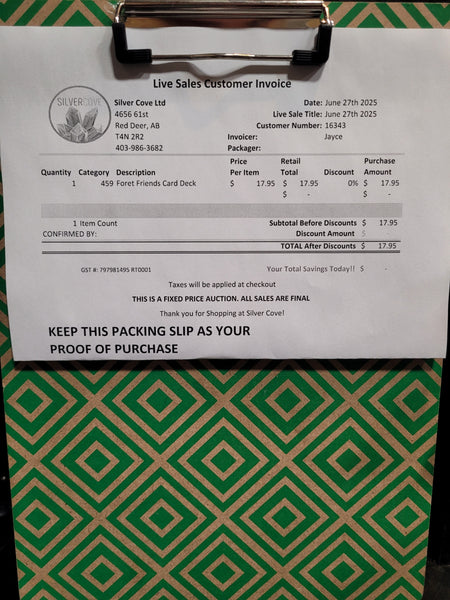 Live Sales Customer Invoice
SILVERCOVE
Silver Cove Ltd Date: June 27th 2025
4656 61st Live Sale Title: June 27th 2025
Red Deer, AB Customer Number: 16343
T4N 2R2 Invoicer: Jayce
403-986-3682 Packager:
Price Retail Purchase
Quantity Category Description Per Item Total Discount Amount
1 459 Foret Friends Card Deck $ 17.95 $ 17.95 0% $ 17.95
$ - $ -
1 Item Count Subtotal Before Discounts $ 17.95
CONFIRMED BY: Discount Amount
TOTAL After Discounts $ 17.95
GST #: 797981495 RT0001 Your Total Savings Today!! $ -
Taxes will be applied at checkout
THIS IS A FIXED PRICE AUCTION. ALL SALES ARE FINAL
Thank you for Shopping at Silver Cove!
KEEP THIS PACKING SLIP AS YOUR
PROOF OF PURCHASE